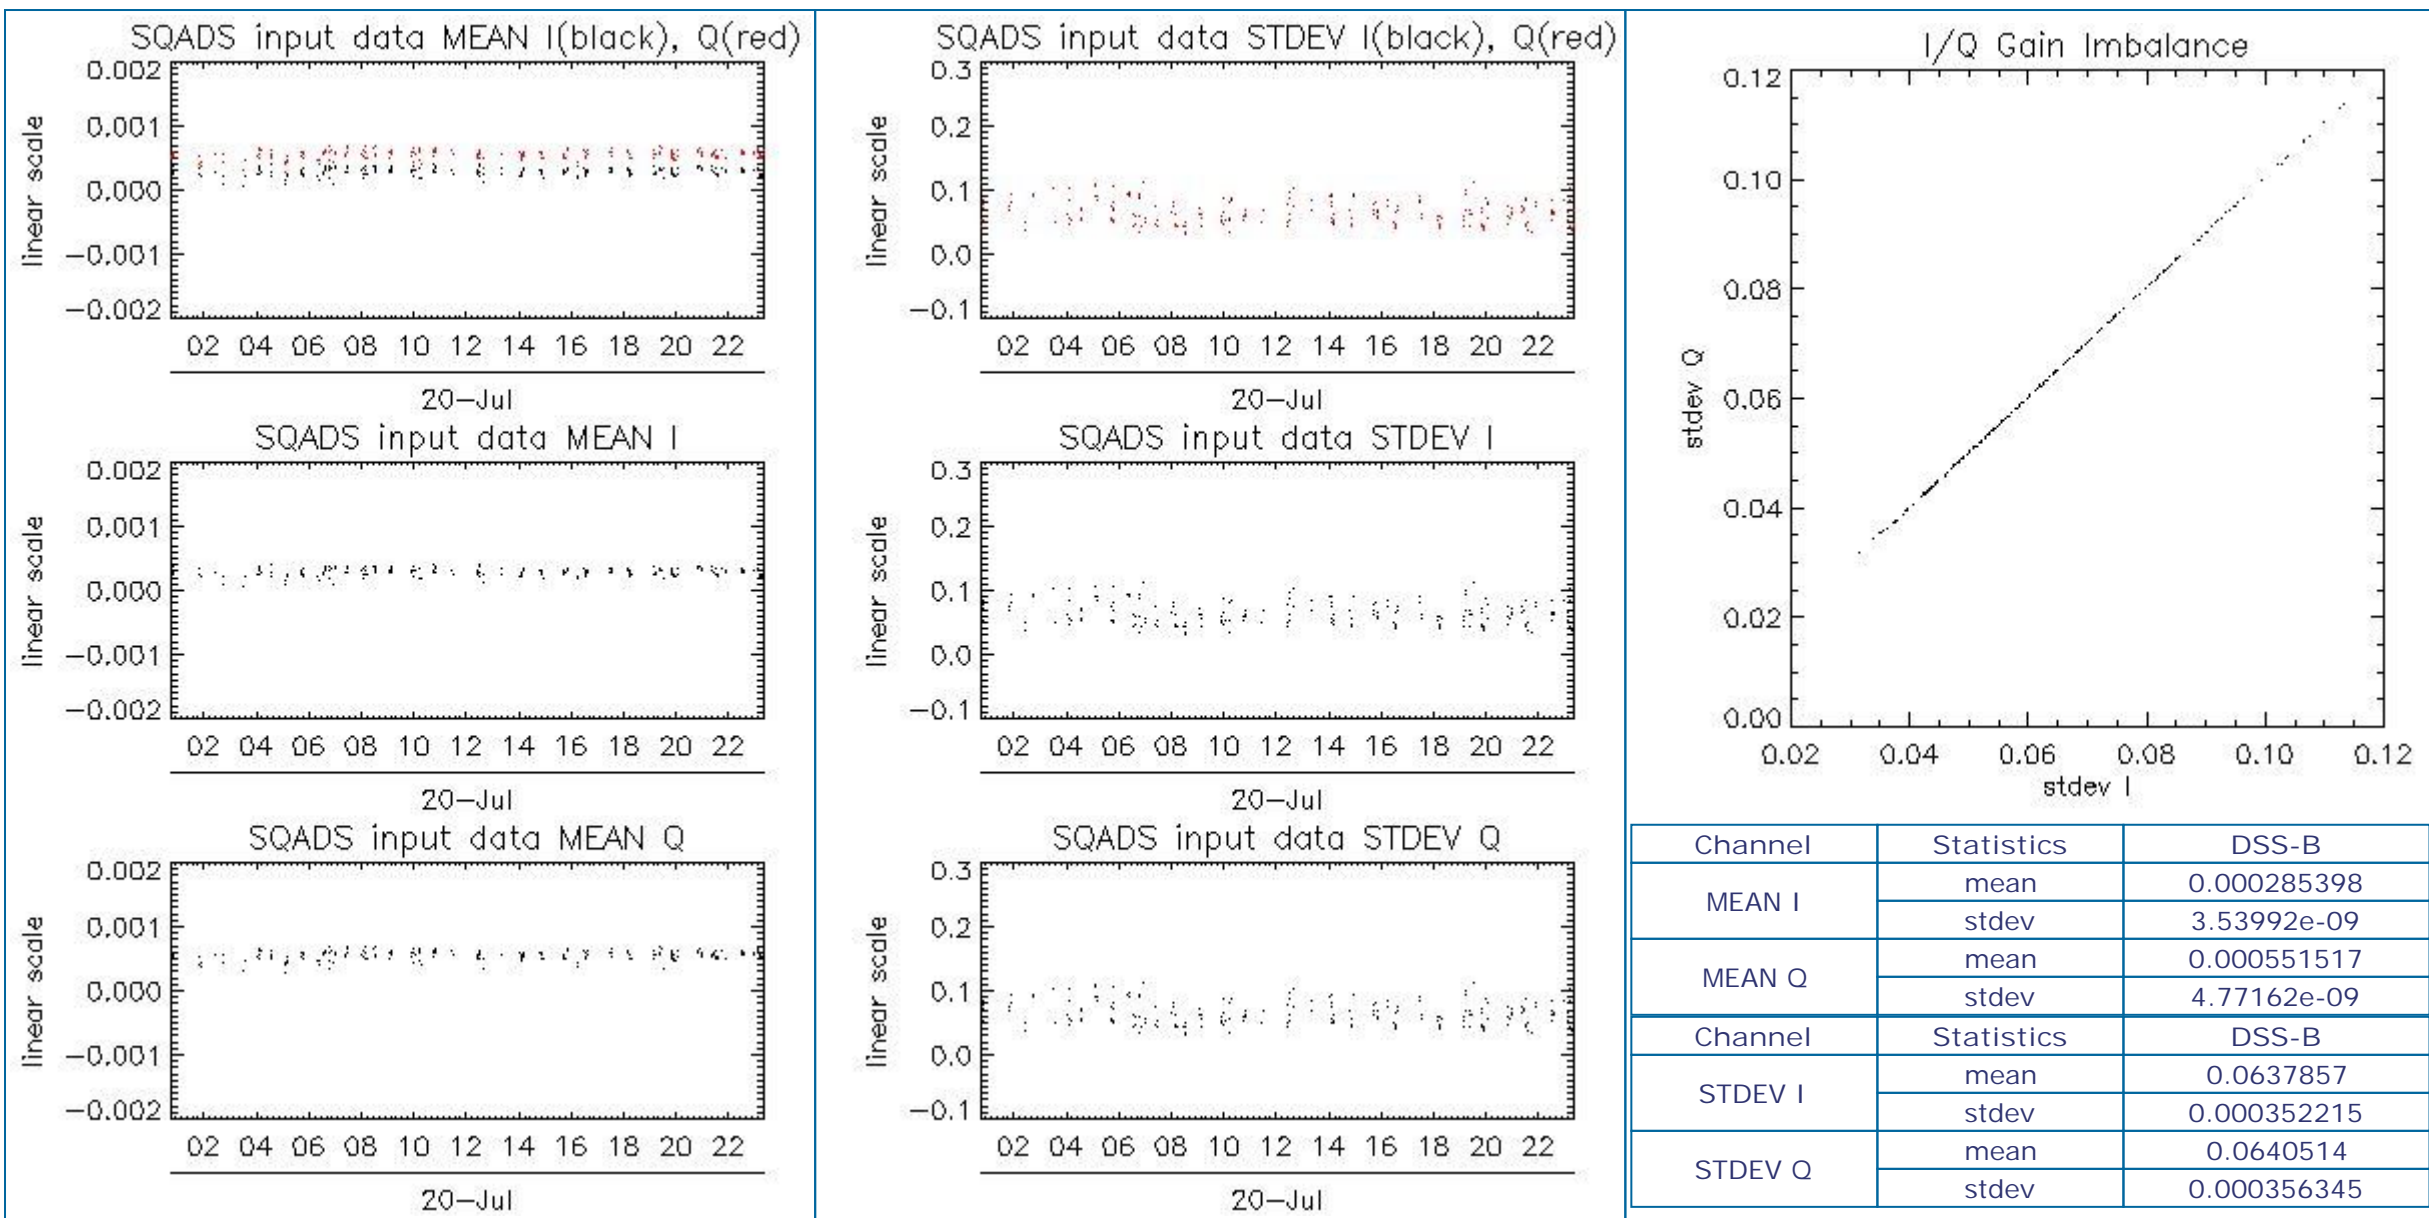 SQADS input data MEAN I(black), Q(red)
0.002
0.001
0.000
-0.001
-0.002
linear scale
02 04 06 08 10 12 14 16 18 20 22
20-Jul
SQADS input data MEAN I
0.002
0.001
0.000
-0.001
-0.002
linear scale
02 04 06 08 10 12 14 16 18 20 22
20-Jul
SQADS input data MEAN Q
0.002
0.001
0.000
-0.001
-0.002
linear scale
02 04 06 08 10 12 14 16 18 20 22
20-Jul
SQADS input data STDEV I(black), Q(red)
0.3
0.2
0.1
0.0
-0.1
linear scale
02 04 06 08 10 12 14 16 18 20 22
20-Jul
SQADS input data STDEV I
0.3
0.2
0.1
0.0
-0.1
linear scale
02 04 06 08 10 12 14 16 18 20 22
20-Jul
SQADS input data STDEV Q
0.3
0.2
0.1
0.0
-0.1
linear scale
02 04 06 08 10 12 14 16 18 20 22
20-Jul
I/Q Gain Imbalance
0.12
0.10
0.08
0.06
0.04
0.02
0.00
stdev Q
0.02 0.04 0.06 0.08 0.10 0.12
stdev I
Channel Statistics DSS-B
MEAN I mean 0.000285398
stdev 3.53992e-09
MEAN Q mean 0.000551517
stdev 4.77162e-09
Channel Statistics DSS-B
STDEV I mean 0.0637857
stdev 0.000352215
STDEV Q mean 0.0640514
stdev 0.000356345